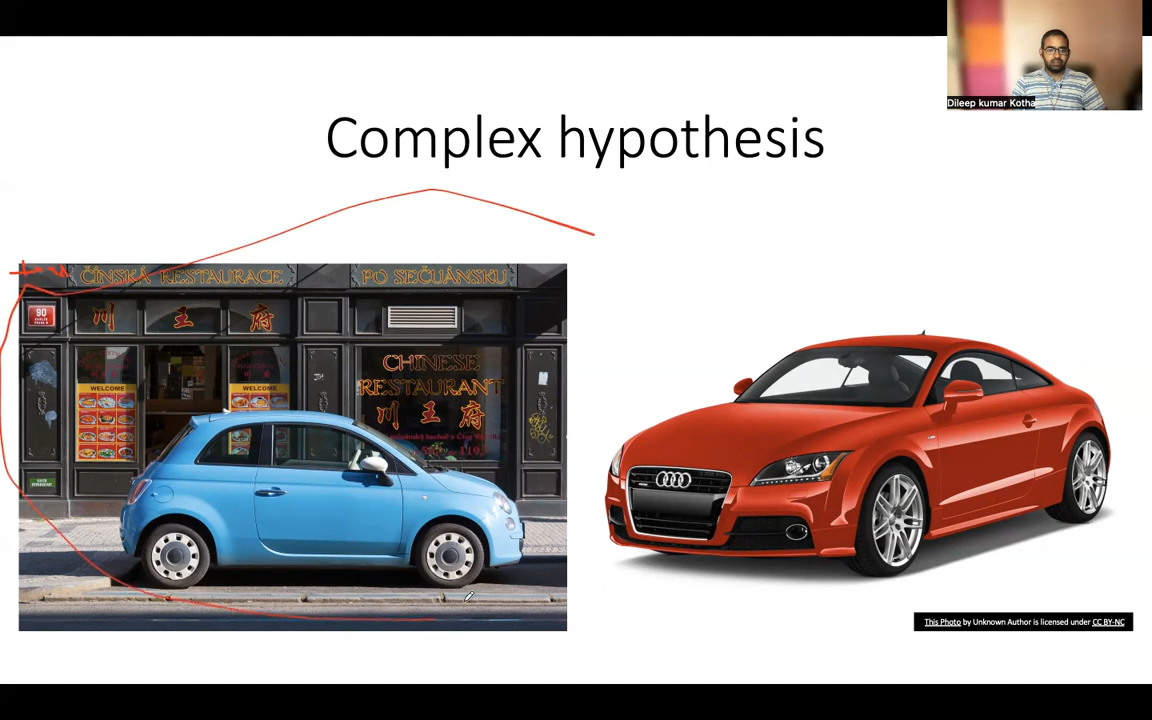 Dileep kumar Kotha
Complex hypothesis
ČÍNSKÁ RESTAURACE
PO SEČUÁNSKU
90
川 王 府
CHINESE
RESTAURANT
川 王 府
WELCOME
WELCOME
This Photo by Unknown Author is licensed under CC BY-NC